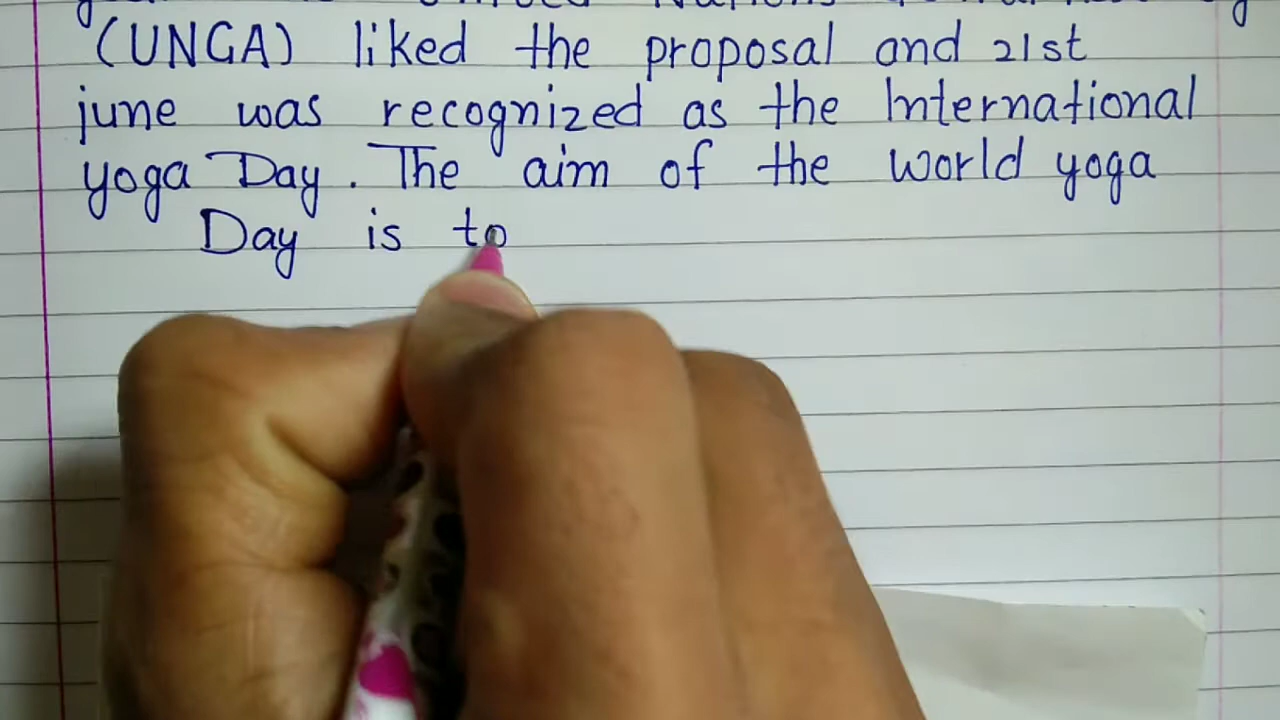 (UNGA) liked the proposal and 21st
june was recognized as the International
yoga Day. The aim of the world yoga
Day is to